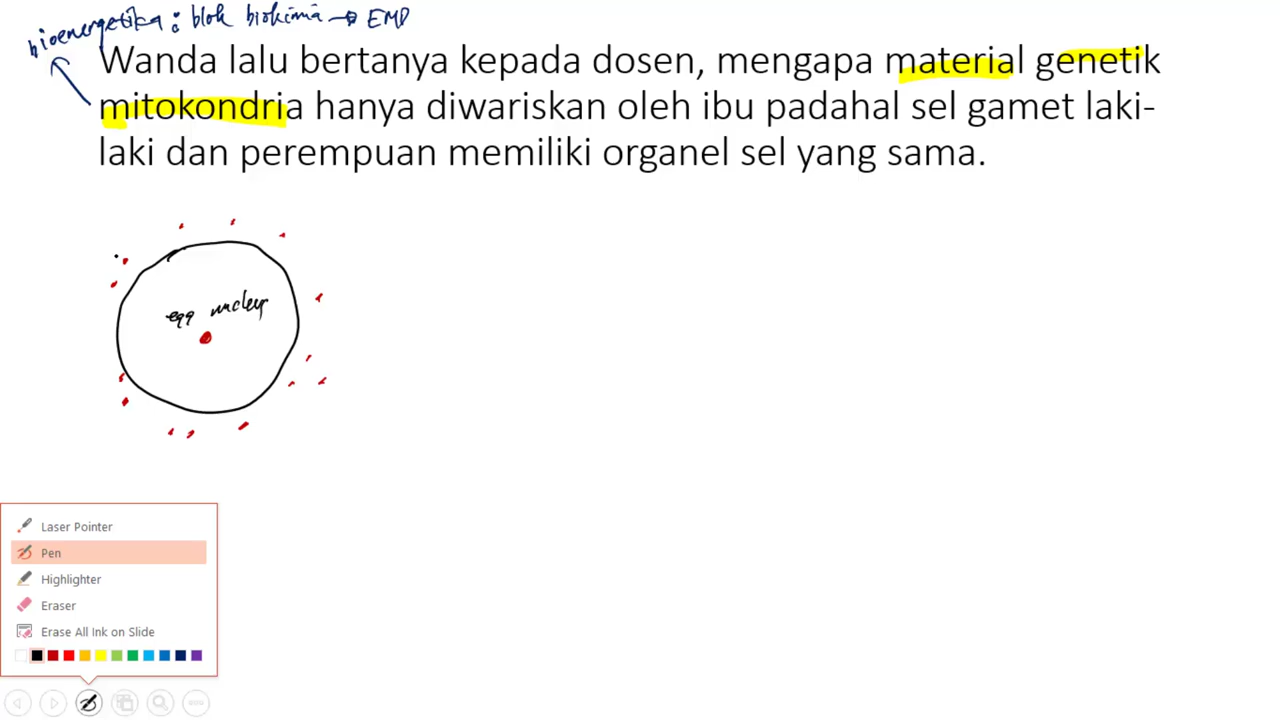 bioenergetika : blok biokimia → EMD
Wanda lalu bertanya kepada dosen, mengapa material genetik
mitokondria hanya diwariskan oleh ibu padahal sel gamet laki-
laki dan perempuan memiliki organel sel yang sama.
egg
Laser Pointer
Pen
Highlighter
Eraser
Erase All Ink on Slide